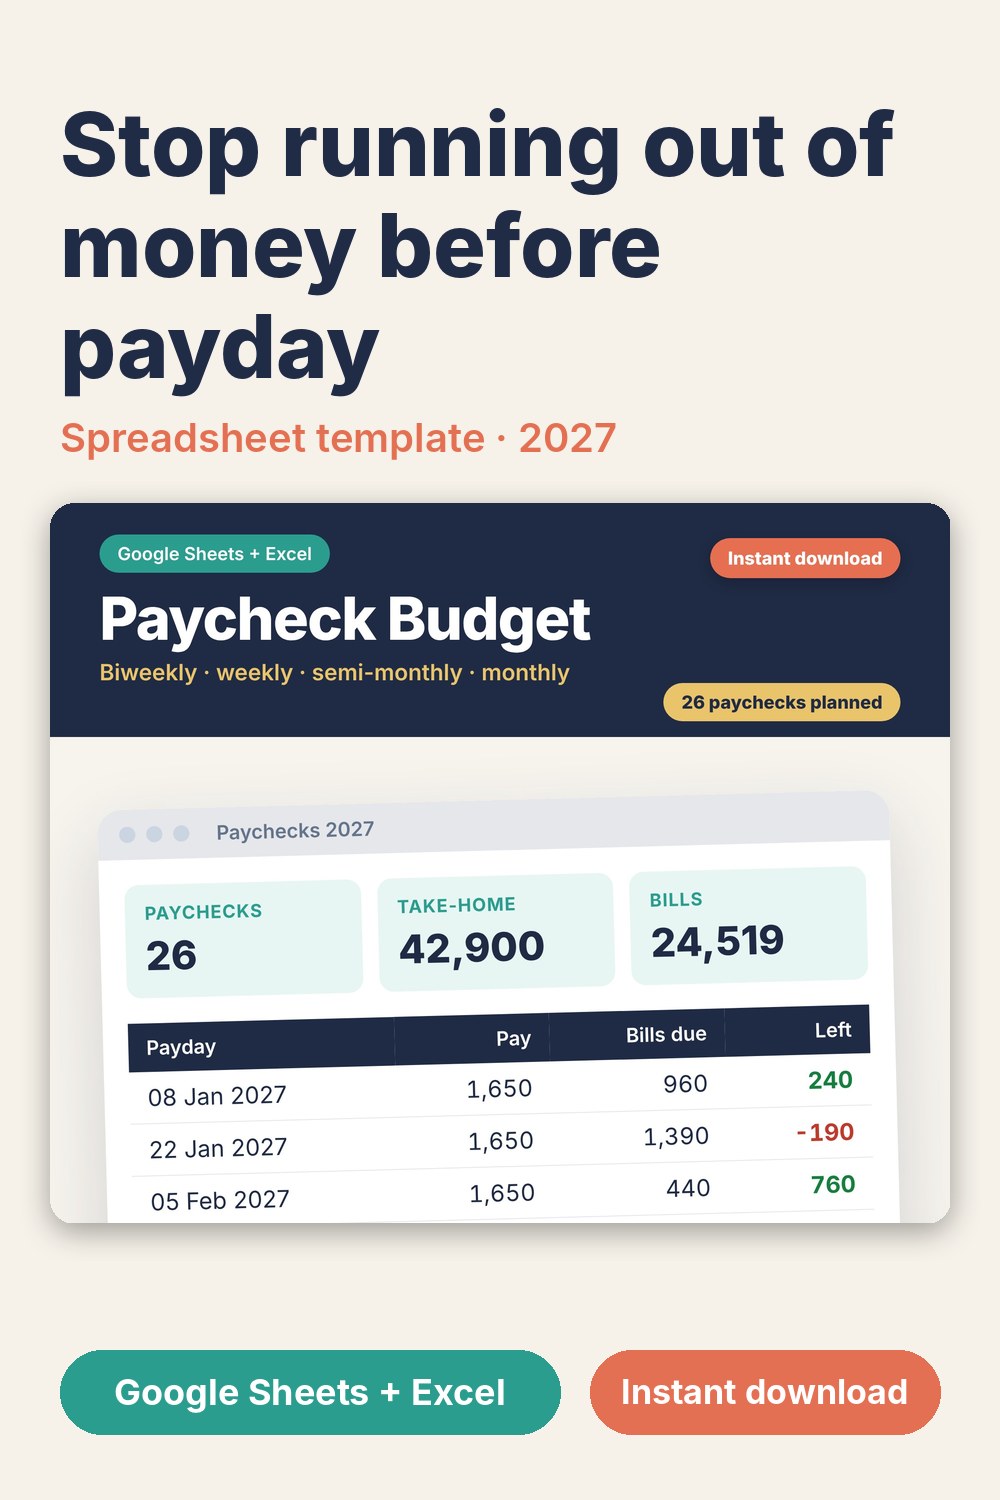 Stop running out of
money before
payday
Spreadsheet template · 2027
Google Sheets + Excel
Instant download
Paycheck Budget
Biweekly · weekly · semi-monthly · monthly
26 paychecks planned
Paychecks 2027
PAYCHECKS TAKE-HOME BILLS
26 42,900 24,519
Payday Pay Bills due Left
08 Jan 2027 1,650 960 240
22 Jan 2027 1,650 1,390 -190
05 Feb 2027 1,650 440 760
Google Sheets + Excel Instant download